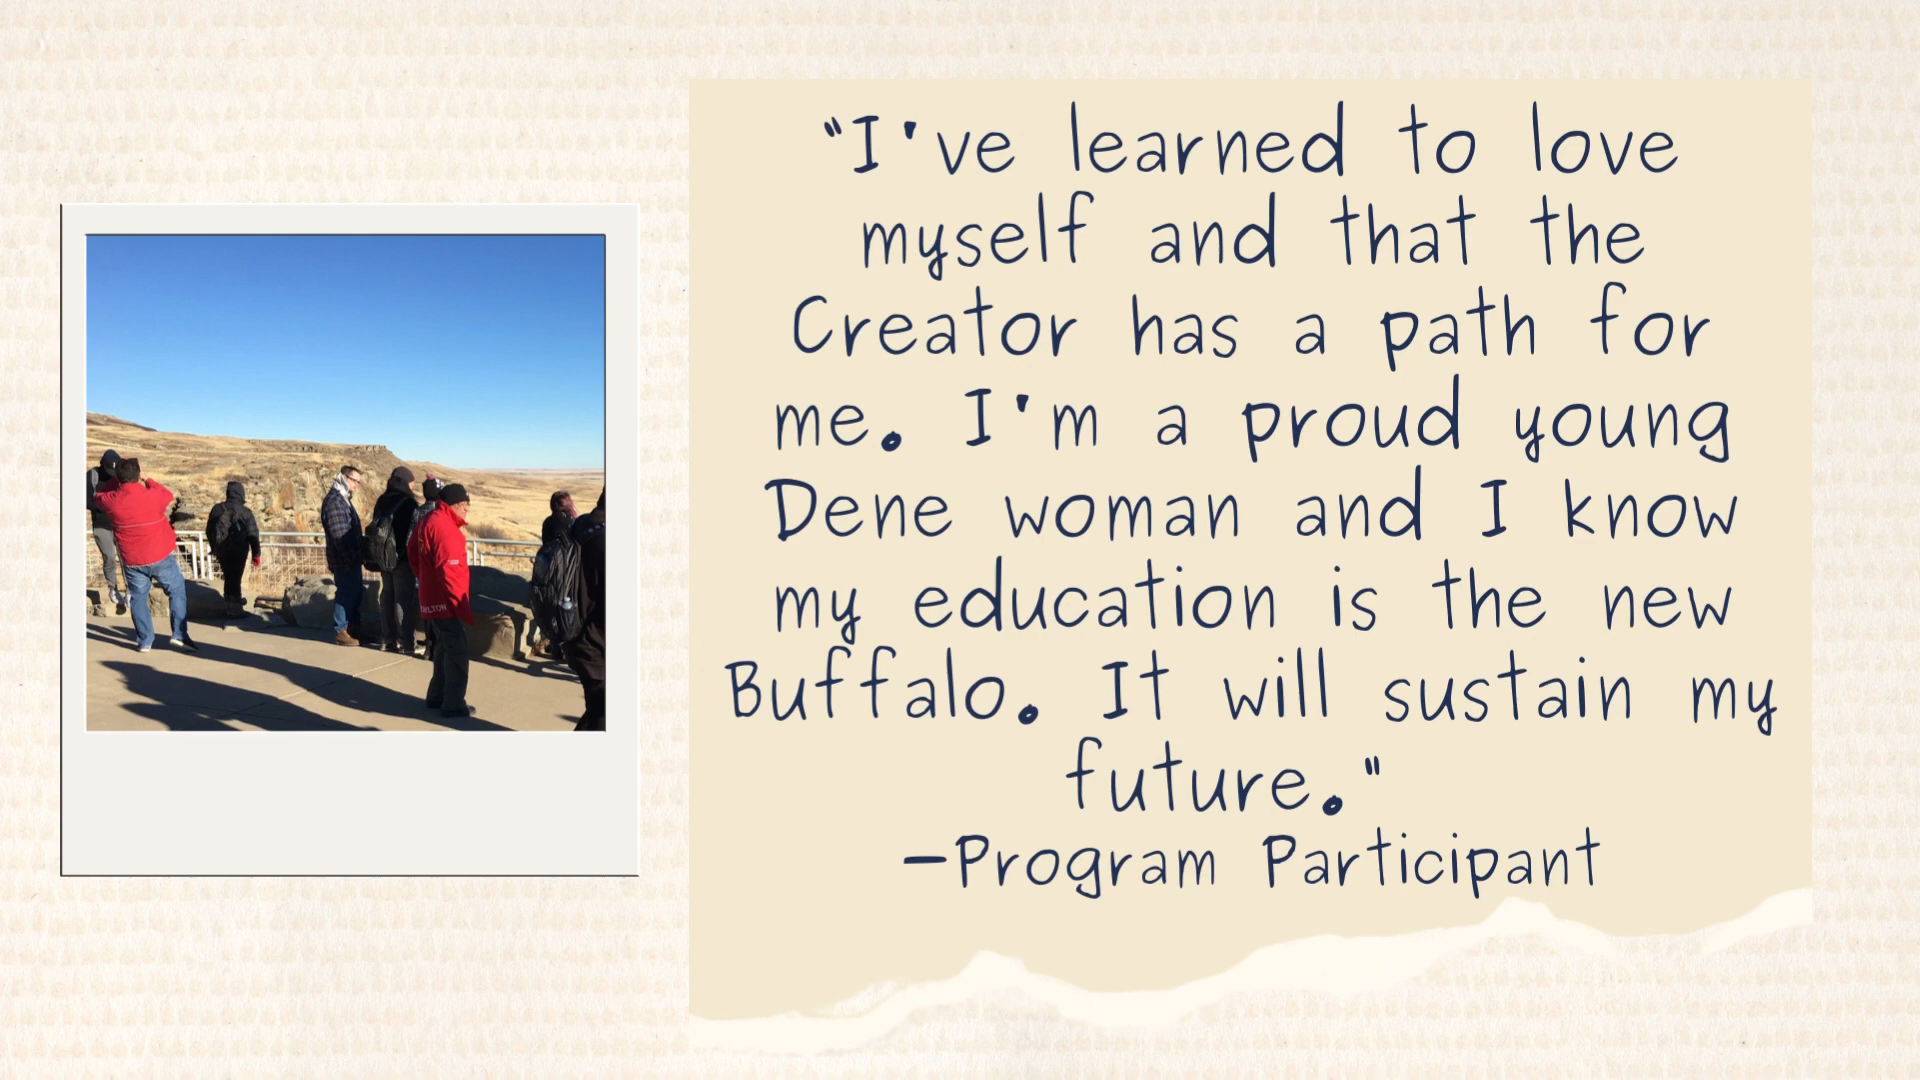 "I've learned to love
myself and that the
Creator has a path for
me. I'm a proud young
Dene woman and I know
my education is the new
Buffalo. It will sustain my
future."
–Program Participant